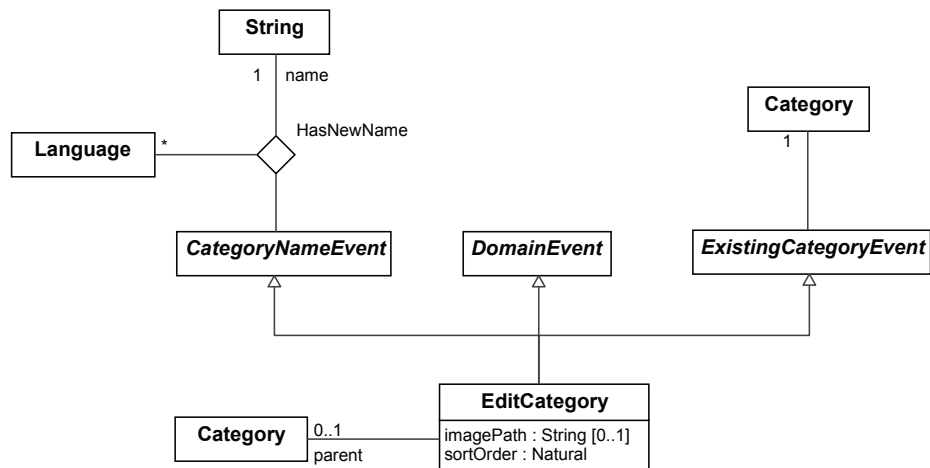 String
1 name
Category
HasNewName
Language
*
1
CategoryNameEvent
DomainEvent
ExistingCategoryEvent
EditCategory
Category
0..1
parent
imagePath : String [0..1]
sortOrder : Natural